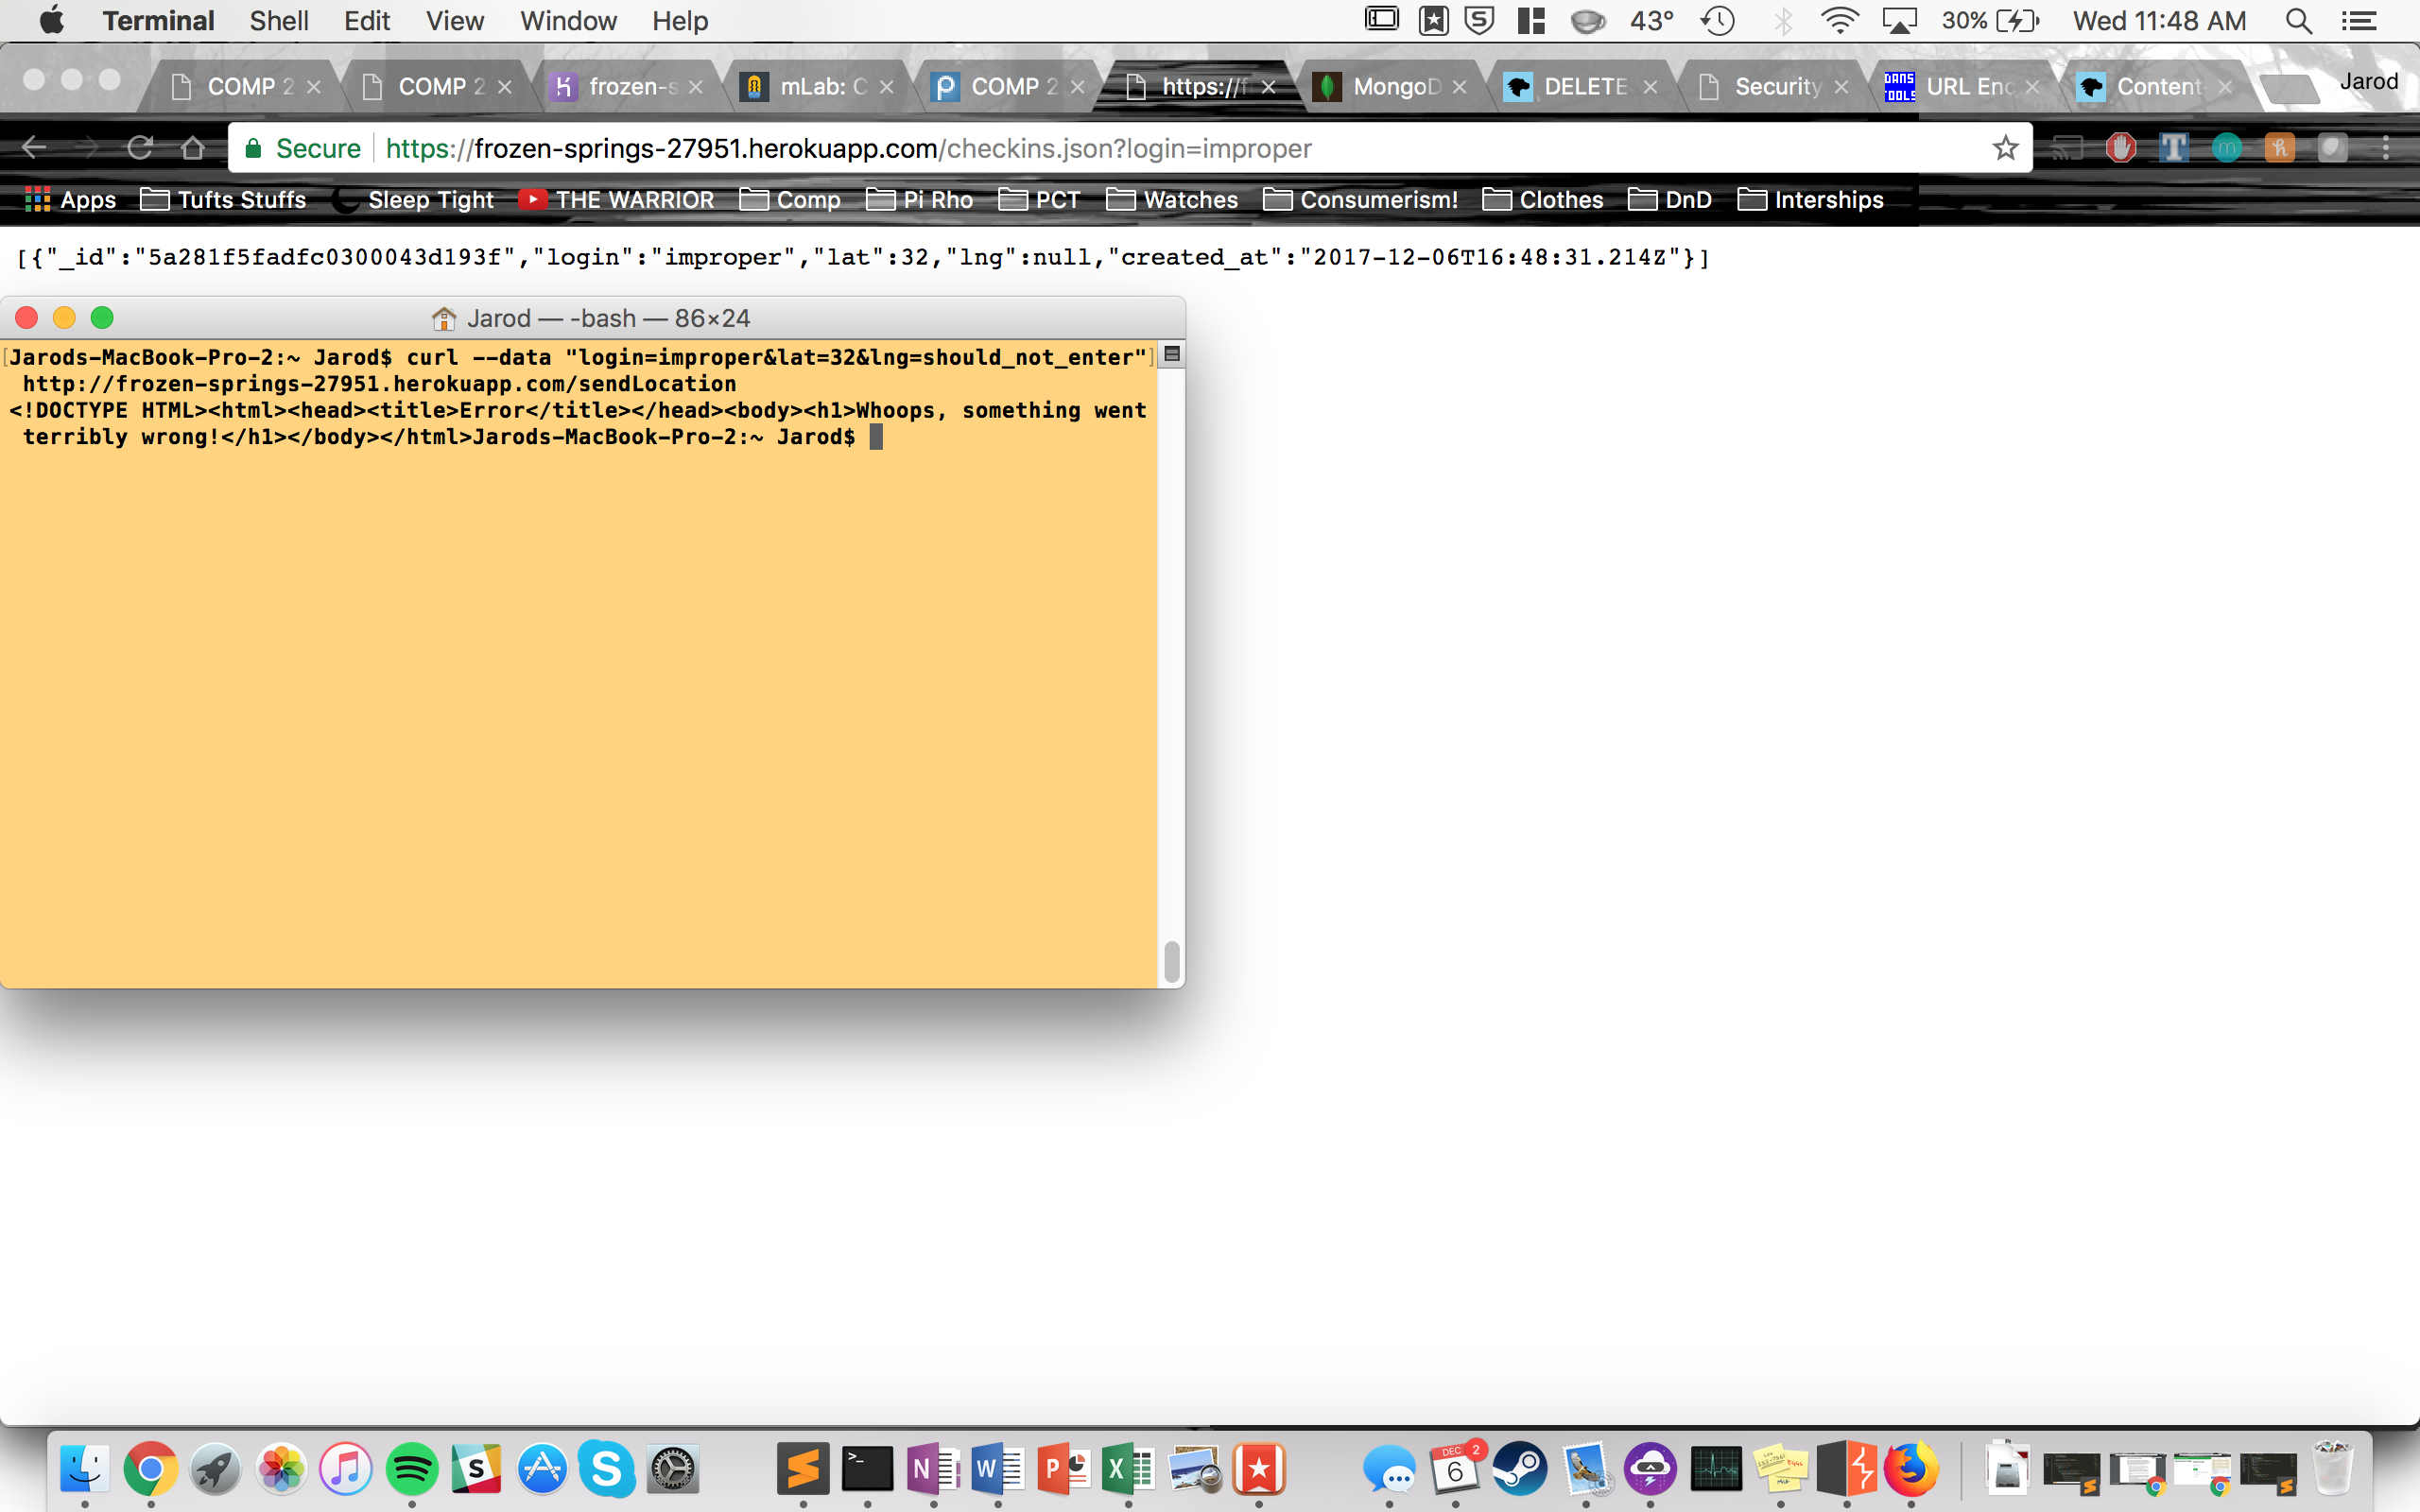 Terminal Shell Edit View Window Help 43° 30% Wed 11:48 AM
COMP 2 COMP 2 frozen-s mLab: C COMP 2 https://f MongoD DELETE Security DANS TOOLS URL Enc Content Jarod
Secure https://frozen-springs-27951.herokuapp.com/checkins.json?login=improper
Apps Tufts Stuffs Sleep Tight THE WARRIOR Comp Pi Rho PCT Watches Consumerism! Clothes DnD Interships
[{"_id":"5a281f5fadfc0300043d193f","login":"improper","lat":32,"lng":null,"created_at":"2017-12-06T16:48:31.214Z"}]
Jarod — -bash — 86×24
[Jarods-MacBook-Pro-2:~ Jarod$ curl --data "login=improper&lat=32&lng=should_not_enter"]
http://frozen-springs-27951.herokuapp.com/sendLocation
<!DOCTYPE HTML><html><head><title>Error</title></head><body><h1>Whoops, something went
terribly wrong!</h1></body></html>Jarods-MacBook-Pro-2:~ Jarod$
DEC 2
6